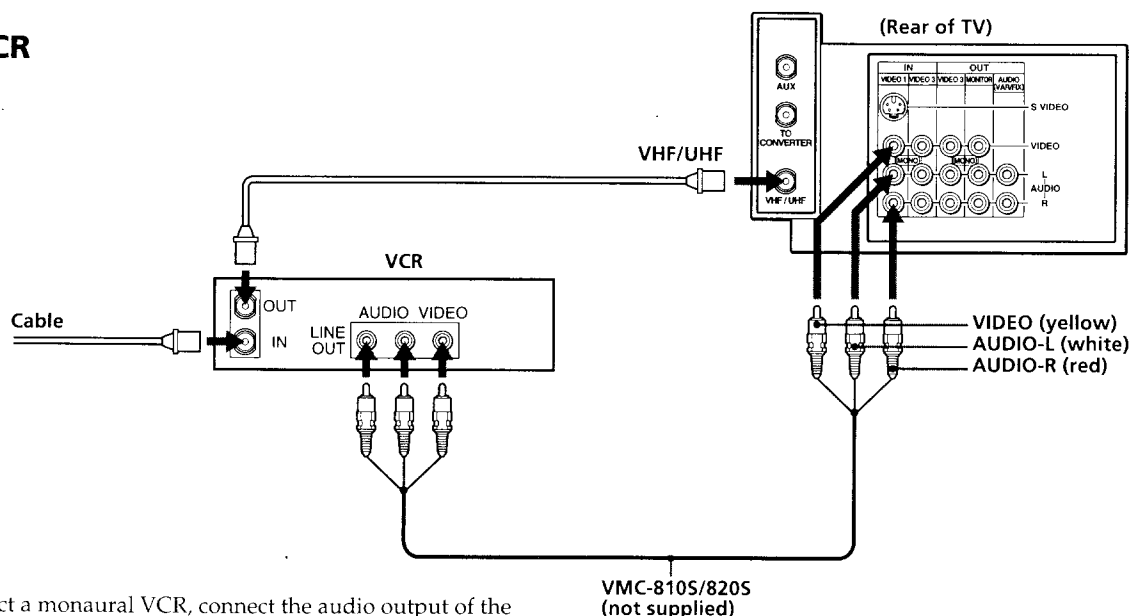 CR
(Rear of TV)
IN OUT
VIDEO 1 VIDEO 3 VIDEO 3 MONITOR AUDIO (VAR/FIX)
AUX
S VIDEO
TO CONVERTER
VIDEO
(MONO) (MONO)
VHF/UHF
L
AUDIO
R
VHF / UHF
VCR
OUT
AUDIO VIDEO
Cable
IN
LINE OUT
VIDEO (yellow)
AUDIO-L (white)
AUDIO-R (red)
VMC-810S/820S
(not supplied)
ct a monaural VCR, connect the audio output of the